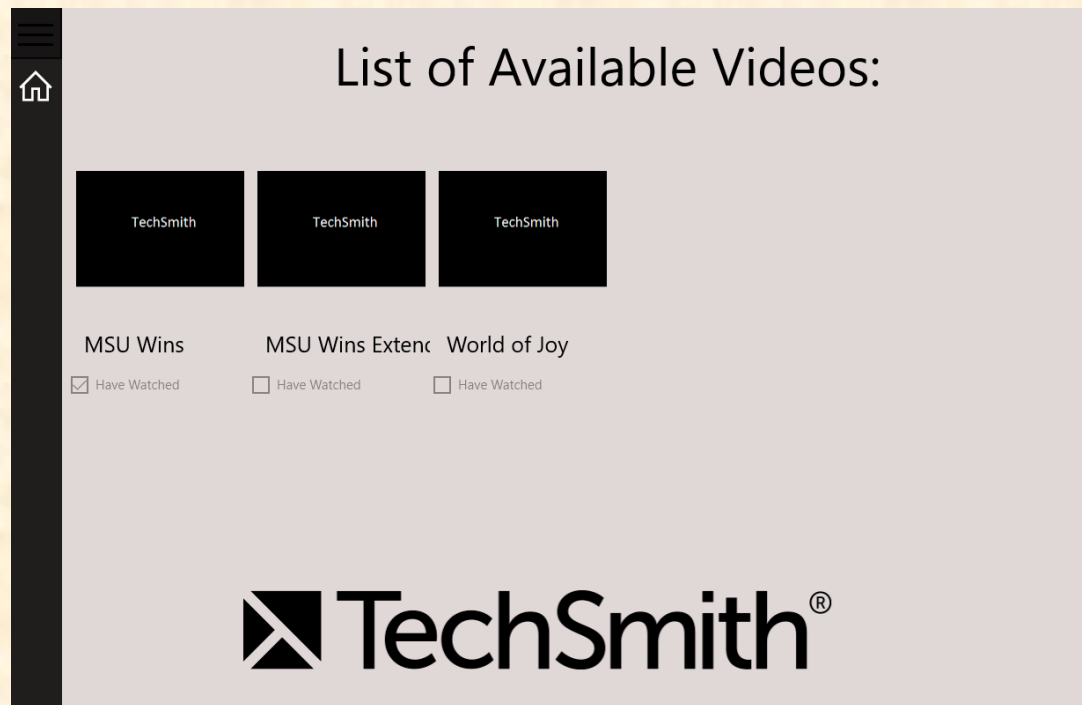 List of Available Videos:
TechSmith TechSmith TechSmith
MSU Wins MSU Wins Exten World of Joy
Have Watched Have Watched Have Watched
TechSmith®